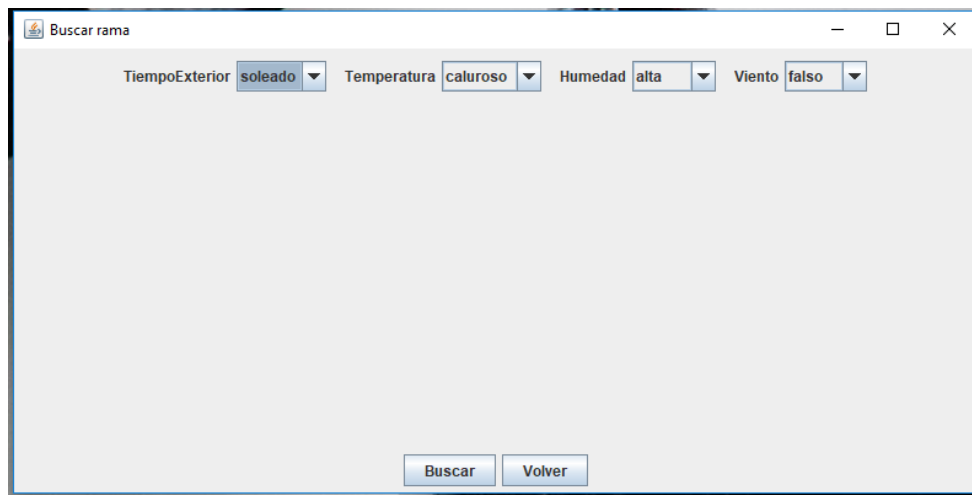 Buscar rama
TiempoExterior soleado Temperatura caluroso Humedad alta Viento falso
Buscar Volver